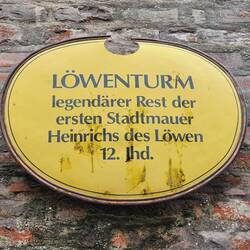 LÖWENTURM
legendärer Rest der
ersten Stadtmauer
Heinrichs des Löwen
12. Jhd.